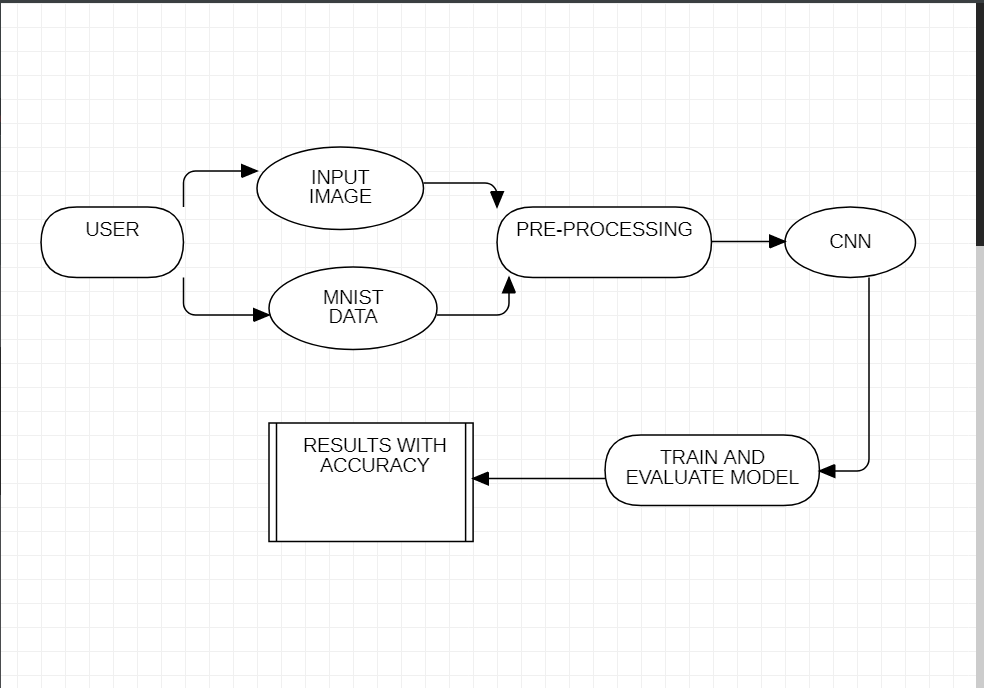 INPUT
IMAGE
USER
PRE-PROCESSING
CNN
MNIST
DATA
RESULTS WITH
ACCURACY
TRAIN AND
EVALUATE MODEL